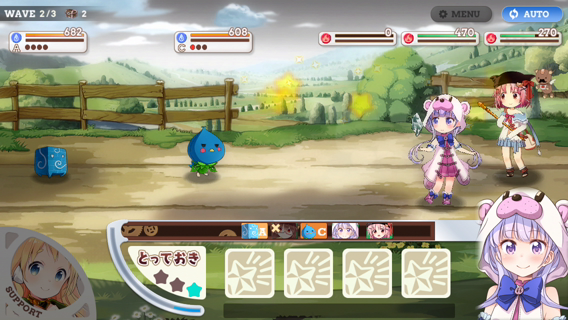 WAVE 2/3 2
MENU
AUTO
682
A
608
C
0
470
270
A
C
とっておき
SUPPORT